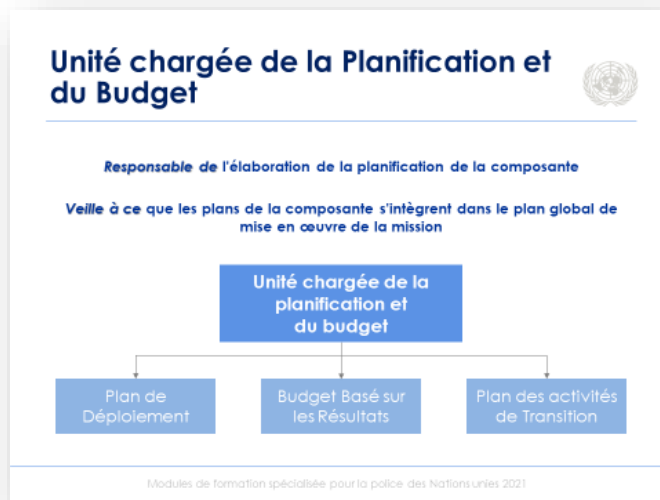 Unité chargée de la Planification et
du Budget
Responsable de l'élaboration de la planification de la composante
Veille à ce que les plans de la composante s'intègrent dans le plan global de
mise en œuvre de la mission
Unité chargée de la
planification et
du budget
Plan de
Déploiement
Budget Basé sur
les Résultats
Plan des activités
de Transition
Modules de formation spécialisée pour la police des Nations unies 2021